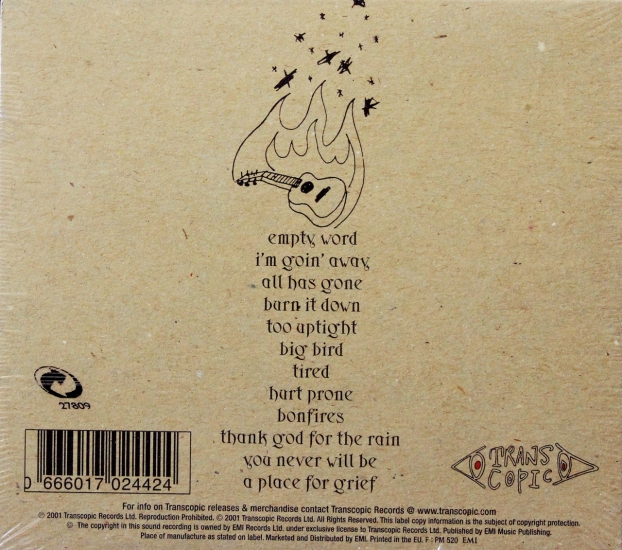 empty word
i'm goin' away
all has gone
burn it down
too uptight
big bird
tired
hurt prone
bonfires
thank god for the rain
you never will be
a place for grief
27809
0 666017 024424
TRANS
COPIC
For info on Transcopic releases & merchandise contact Transcopic Records @ www.transcopic.com
℗ 2001 Transcopic Records Ltd. Reproduction Prohibited. © 2001 Transcopic Records Ltd. All Rights Reserved. This label copy information is the subject of copyright protection.
℗ The copyright in this sound recording is owned by EMI Records Ltd. under exclusive license to Transcopic Records Ltd. Published by EMI Music Publishing.
Place of manufacture as stated on label. Marketed and Distributed by EMI. Printed in the EU. F : PM 520 EMI